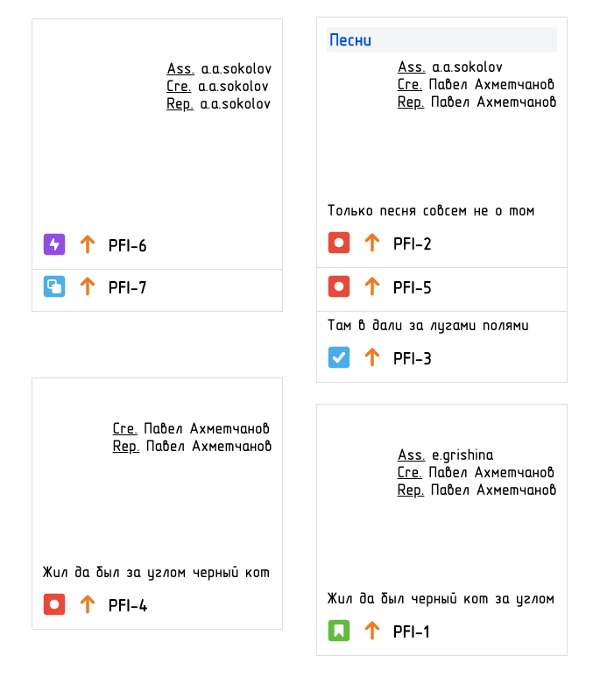 Ass. a.a.sokolov
Cre. a.a.sokolov
Rep. a.a.sokolov
PFI-6
PFI-7
Песни
Ass. a.a.sokolov
Cre. Павел Ахметчанов
Rep. Павел Ахметчанов
Только песня совсем не о том
PFI-2
PFI-5
Там в дали за лугами полями
PFI-3
Cre. Павел Ахметчанов
Rep. Павел Ахметчанов
Жил да был за углом черный кот
PFI-4
Ass. e.grishina
Cre. Павел Ахметчанов
Rep. Павел Ахметчанов
Жил да был черный кот за углом
PFI-1